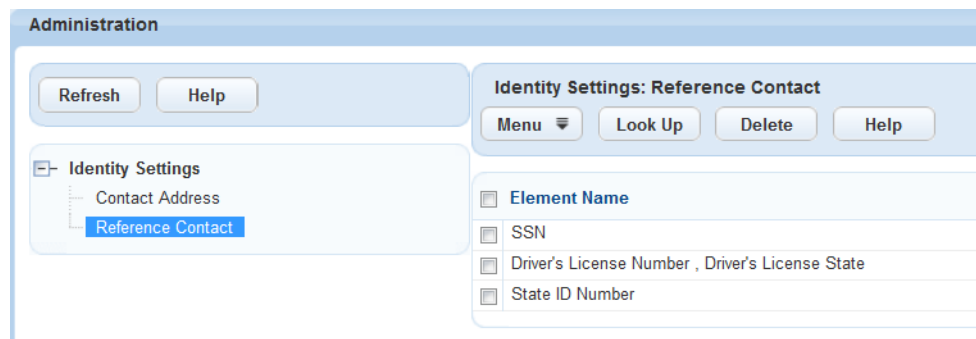 Administration
Refresh Help
Identity Settings
Contact Address
Reference Contact
Identity Settings: Reference Contact
Menu Look Up Delete Help
Element Name
SSN
Driver's License Number , Driver's License State
State ID Number